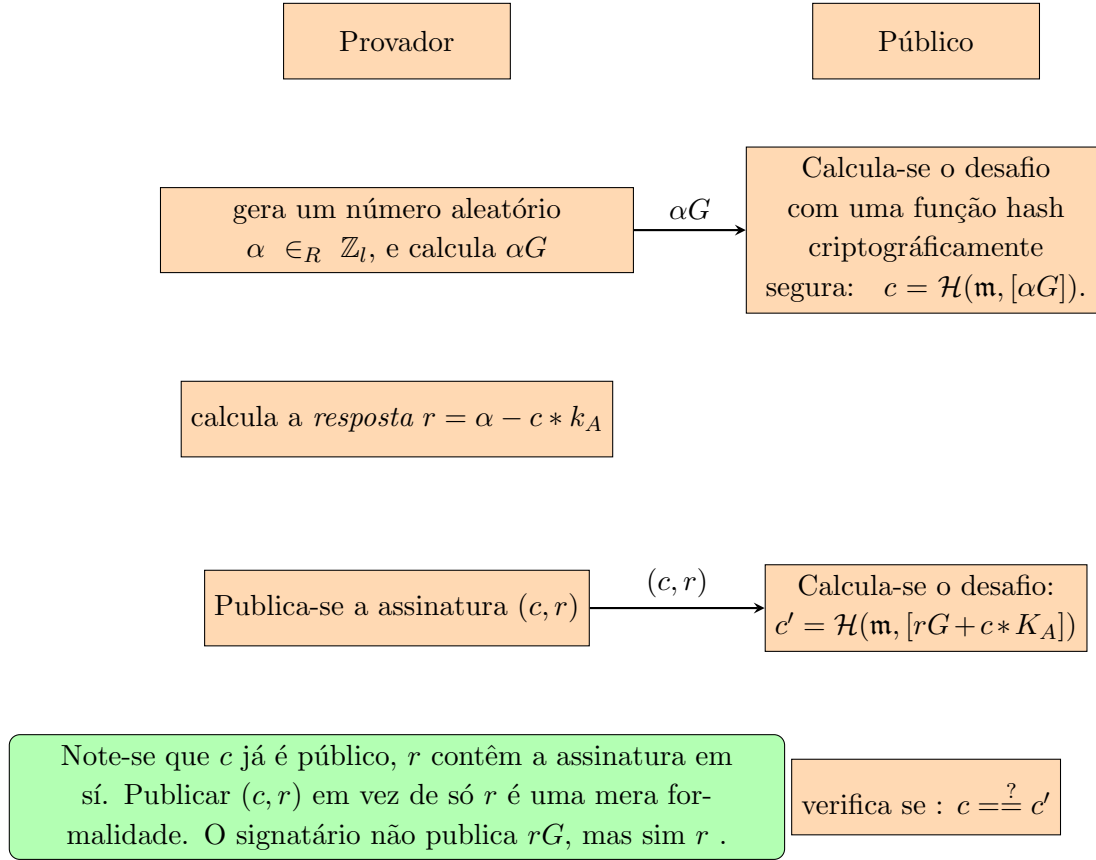 Provador
Público
gera um número aleatório
α ∈_R ℤ_l, e calcula αG
αG
Calcula-se o desafio
com uma função hash
criptográficamente
segura: c = ℋ(𝔪, [αG]).
calcula a resposta r = α − c ∗ k_A
Publica-se a assinatura (c, r)
(c, r)
Calcula-se o desafio:
c′ = ℋ(𝔪, [rG + c ∗ K_A])
Note-se que c já é público, r contêm a assinatura em
sí. Publicar (c, r) em vez de só r é uma mera for-
malidade. O signatário não publica rG, mas sim r .
verifica se : c =≟ c′